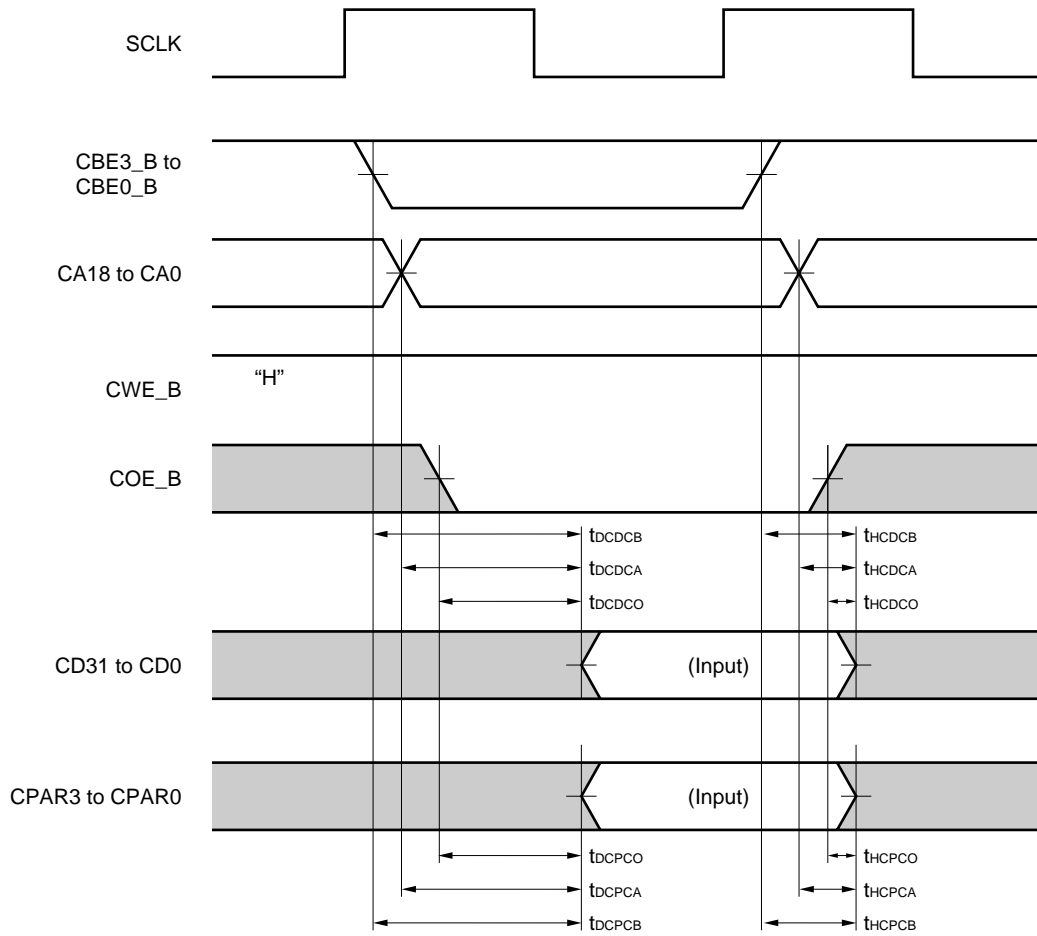 SCLK
CBE3_B to
CBE0_B
CA18 to CA0
CWE_B
“H”
COE_B
tDCDCB
tHCDCB
tDCDCA
tHCDCA
tDCDCO
tHCDCO
CD31 to CD0
(Input)
CPAR3 to CPAR0
(Input)
tDCPCO
tHCPCO
tDCPCA
tHCPCA
tDCPCB
tHCPCB